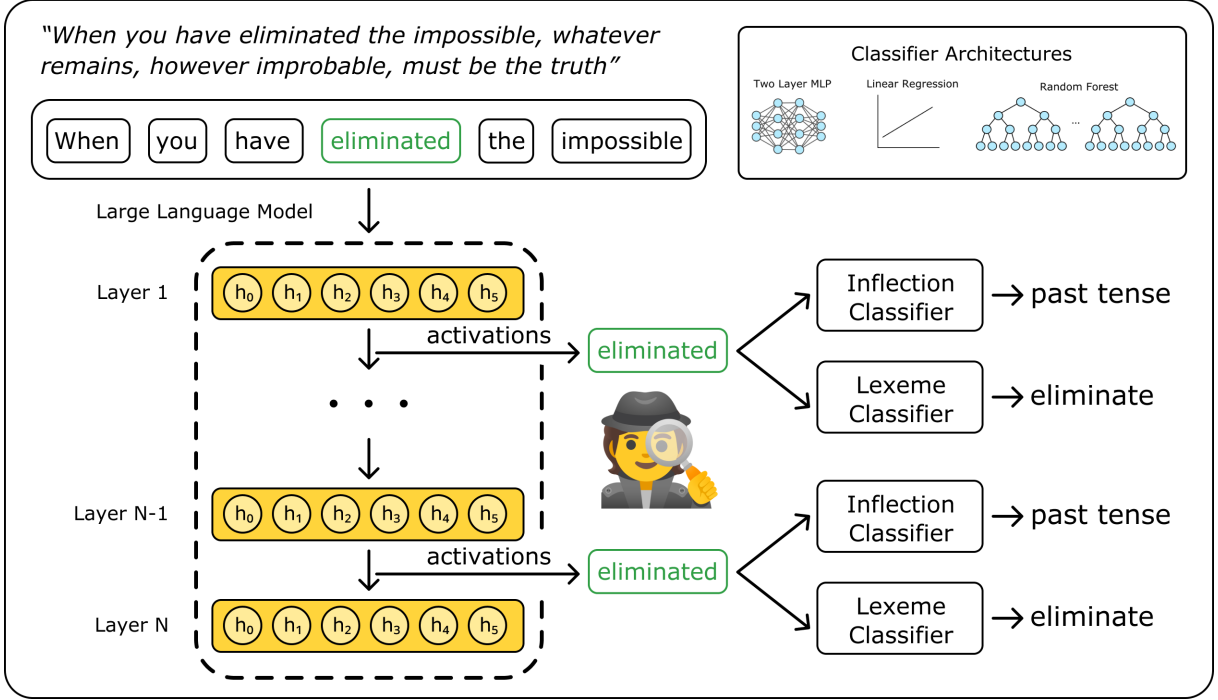 “When you have eliminated the impossible, whatever
remains, however improbable, must be the truth”
When you have eliminated the impossible
Classifier Architectures
Two Layer MLP Linear Regression Random Forest
...
Large Language Model
Layer 1
h₀ h₁ h₂ h₃ h₄ h₅
activations
eliminated
Inflection
Classifier
past tense
Lexeme
Classifier
eliminate
. . .
Layer N-1
h₀ h₁ h₂ h₃ h₄ h₅
activations
eliminated
Inflection
Classifier
past tense
Lexeme
Classifier
eliminate
Layer N
h₀ h₁ h₂ h₃ h₄ h₅